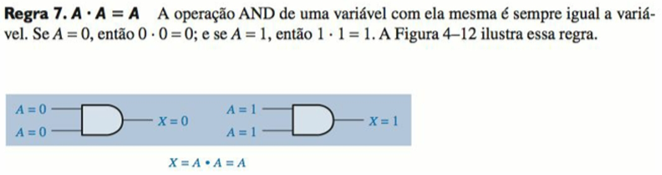 Regra 7. A · A = A A operação AND de uma variável com ela mesma é sempre igual a variá-
vel. Se A = 0, então 0 · 0 = 0; e se A = 1, então 1 · 1 = 1. A Figura 4–12 ilustra essa regra.
A = 0
A = 0
X = 0
A = 1
A = 1
X = 1
X = A • A = A